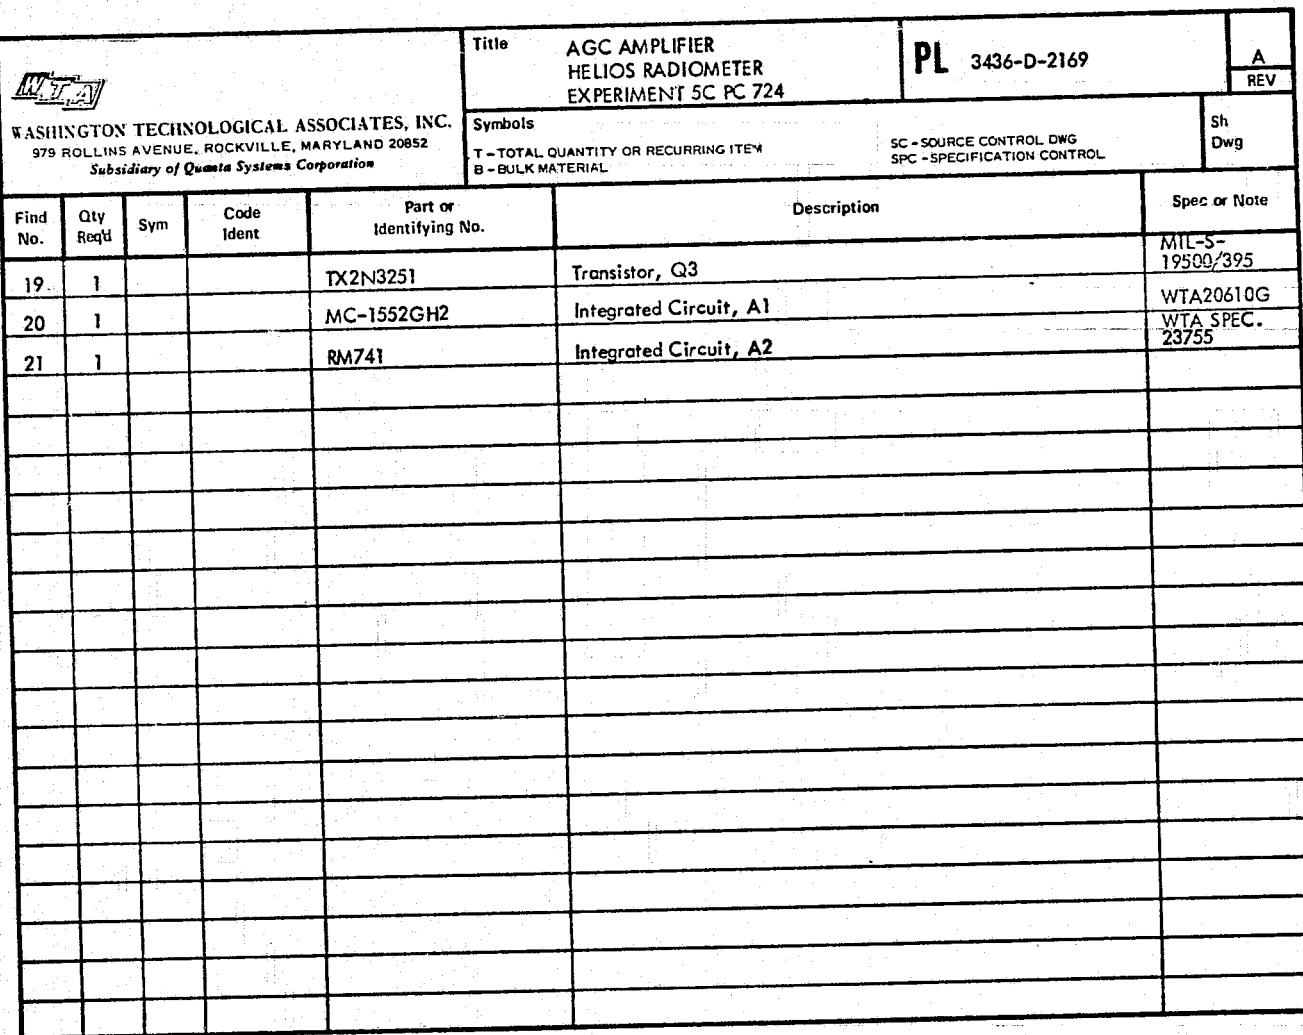 WTA
WASHINGTON TECHNOLOGICAL ASSOCIATES, INC.
979 ROLLINS AVENUE, ROCKVILLE, MARYLAND 20852
Subsidiary of Quanta Systems Corporation
Title
AGC AMPLIFIER
HELIOS RADIOMETER
EXPERIMENT 5C PC 724
PL 3436-D-2169
A
REV
Symbols
T - TOTAL QUANTITY OR RECURRING ITEM
B - BULK MATERIAL
SC - SOURCE CONTROL DWG
SPC - SPECIFICATION CONTROL
Sh
Dwg
Find No. Qty Req'd Sym Code Ident Part or Identifying No. Description Spec or Note
19 1 TX2N3251 Transistor, Q3 MIL-S-19500/395
20 1 MC-1552GH2 Integrated Circuit, A1 WTA20610G
21 1 RM741 Integrated Circuit, A2 WTA SPEC. 23755